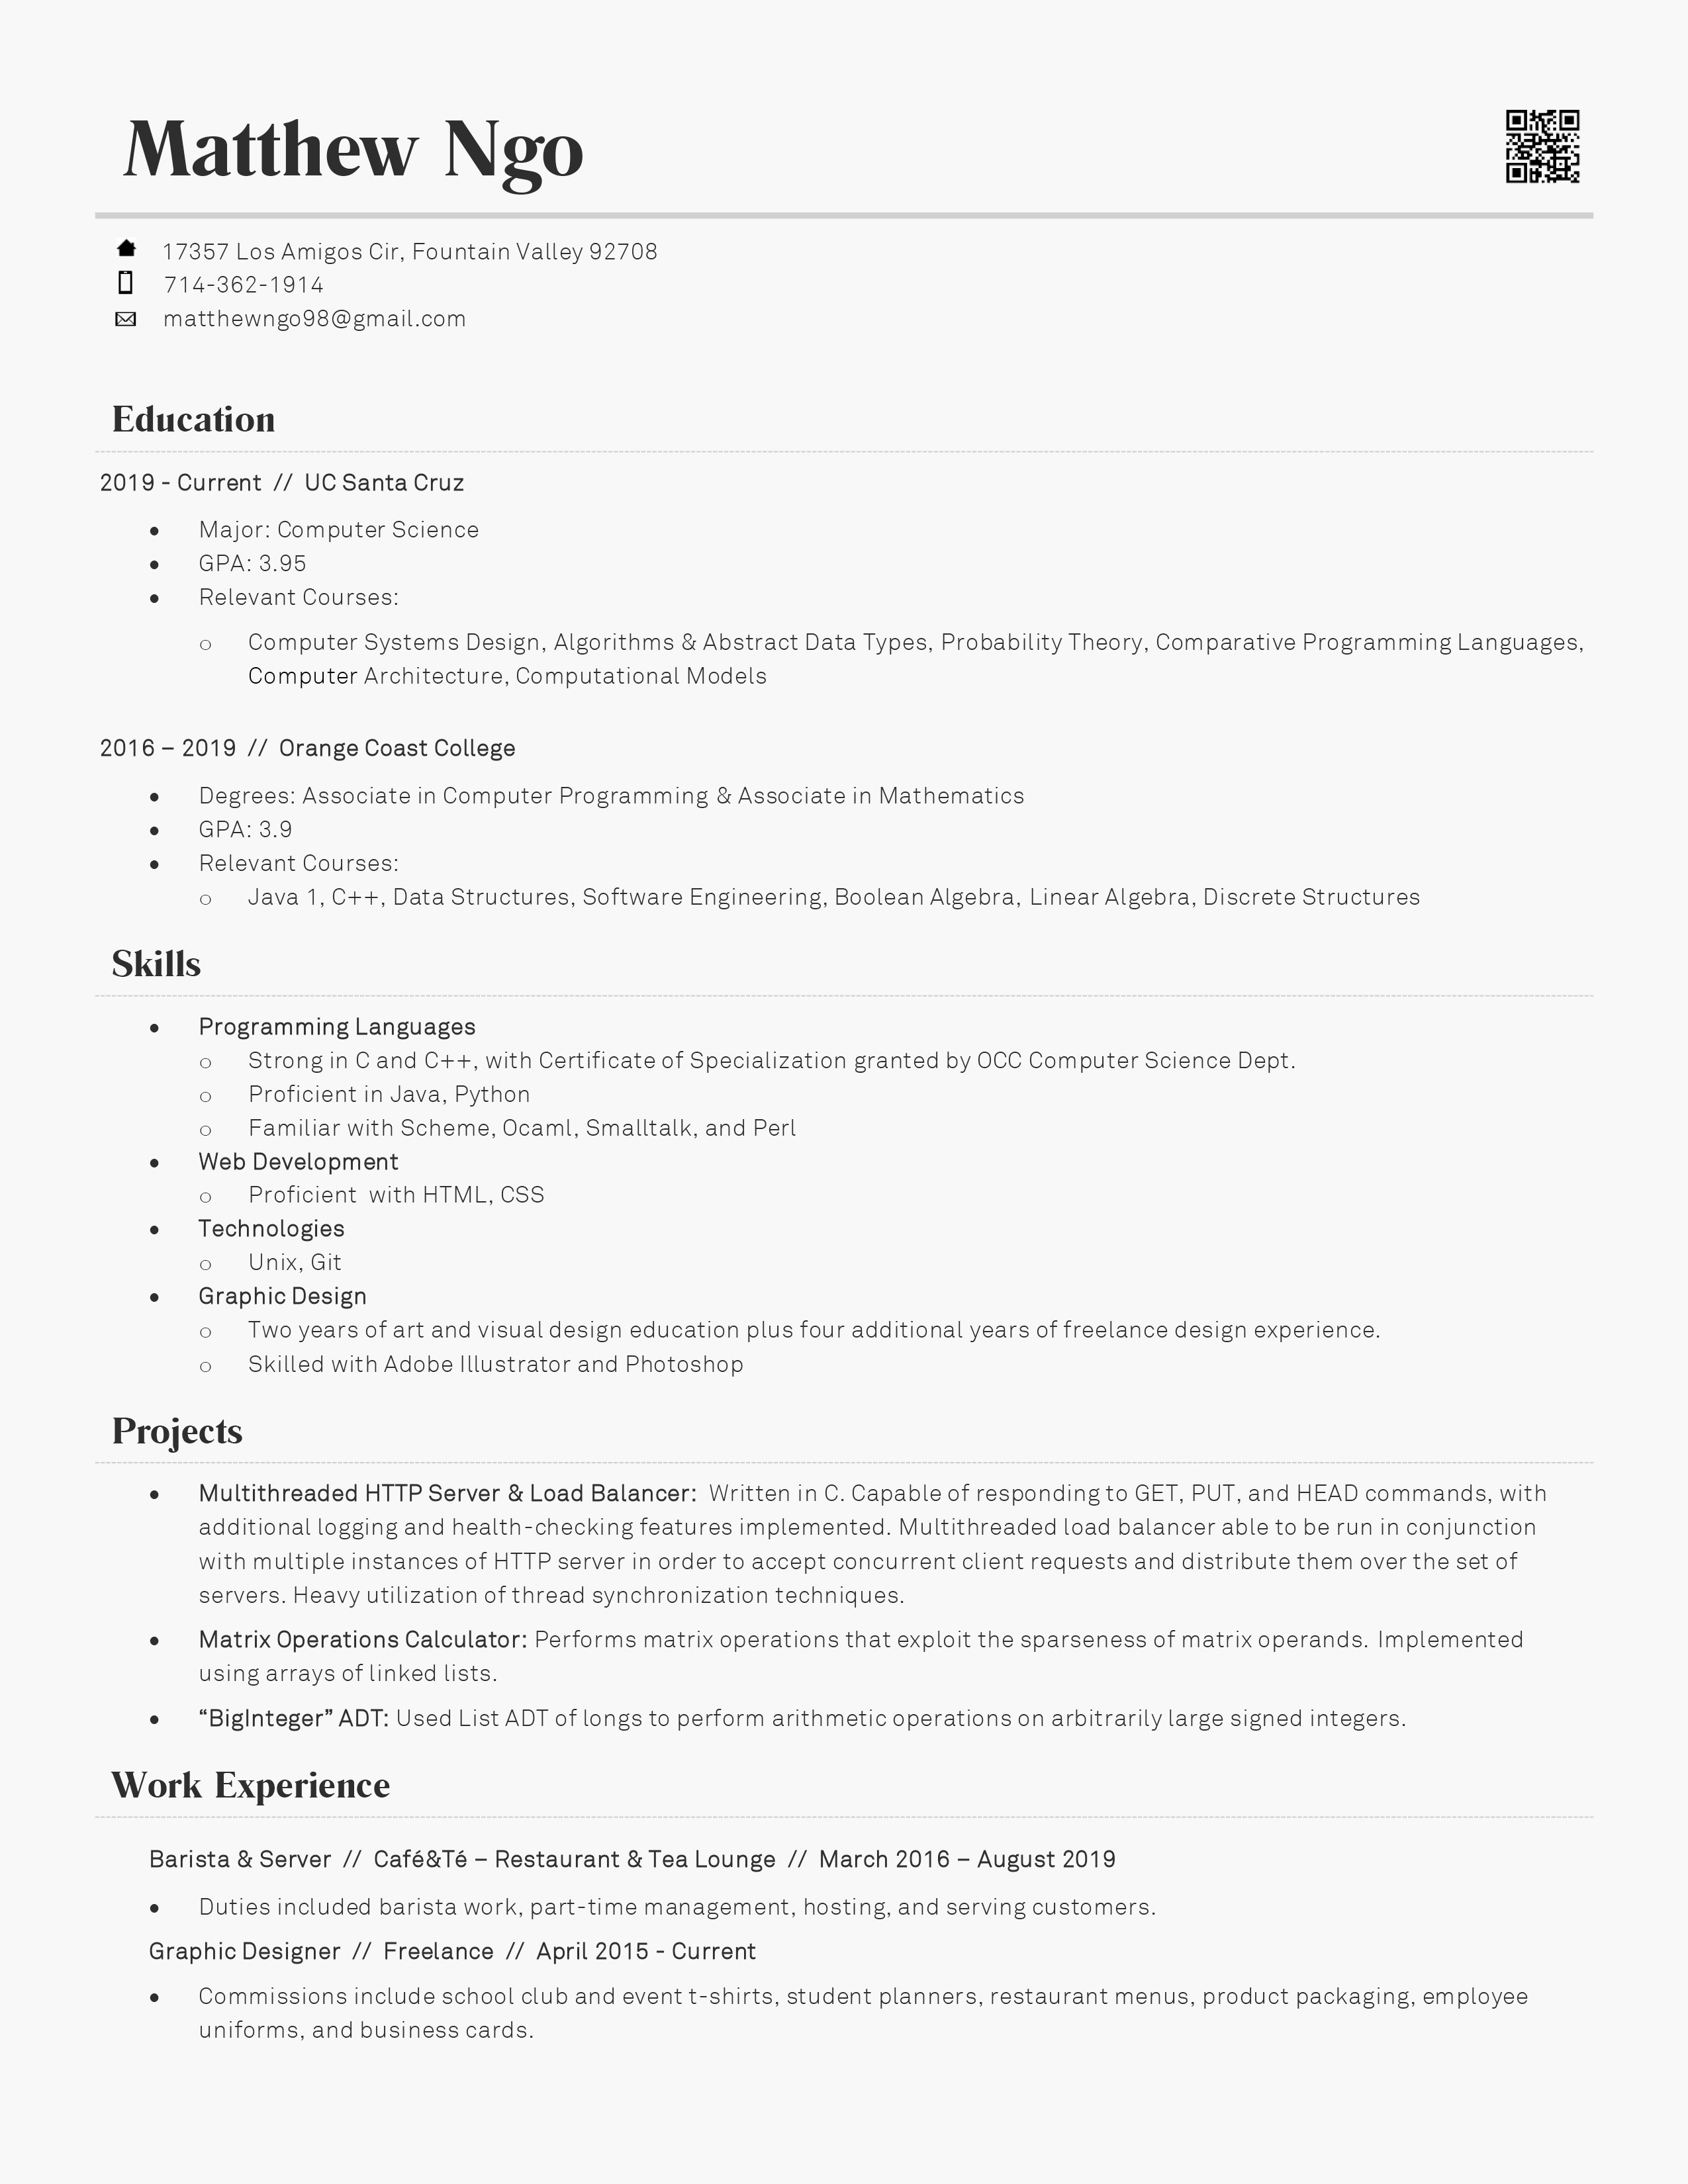 Matthew Ngo
17357 Los Amigos Cir, Fountain Valley 92708
714-362-1914
matthewngo98@gmail.com
Education
2019 - Current // UC Santa Cruz
• Major: Computer Science
• GPA: 3.95
• Relevant Courses:
○ Computer Systems Design, Algorithms & Abstract Data Types, Probability Theory, Comparative Programming Languages,
Computer Architecture, Computational Models
2016 – 2019 // Orange Coast College
• Degrees: Associate in Computer Programming & Associate in Mathematics
• GPA: 3.9
• Relevant Courses:
○ Java 1, C++, Data Structures, Software Engineering, Boolean Algebra, Linear Algebra, Discrete Structures
Skills
• Programming Languages
○ Strong in C and C++, with Certificate of Specialization granted by OCC Computer Science Dept.
○ Proficient in Java, Python
○ Familiar with Scheme, Ocaml, Smalltalk, and Perl
• Web Development
○ Proficient with HTML, CSS
• Technologies
○ Unix, Git
• Graphic Design
○ Two years of art and visual design education plus four additional years of freelance design experience.
○ Skilled with Adobe Illustrator and Photoshop
Projects
• Multithreaded HTTP Server & Load Balancer: Written in C. Capable of responding to GET, PUT, and HEAD commands, with
additional logging and health-checking features implemented. Multithreaded load balancer able to be run in conjunction
with multiple instances of HTTP server in order to accept concurrent client requests and distribute them over the set of
servers. Heavy utilization of thread synchronization techniques.
• Matrix Operations Calculator: Performs matrix operations that exploit the sparseness of matrix operands. Implemented
using arrays of linked lists.
• “BigInteger” ADT: Used List ADT of longs to perform arithmetic operations on arbitrarily large signed integers.
Work Experience
Barista & Server // Café&Té – Restaurant & Tea Lounge // March 2016 – August 2019
• Duties included barista work, part-time management, hosting, and serving customers.
Graphic Designer // Freelance // April 2015 - Current
• Commissions include school club and event t-shirts, student planners, restaurant menus, product packaging, employee
uniforms, and business cards.